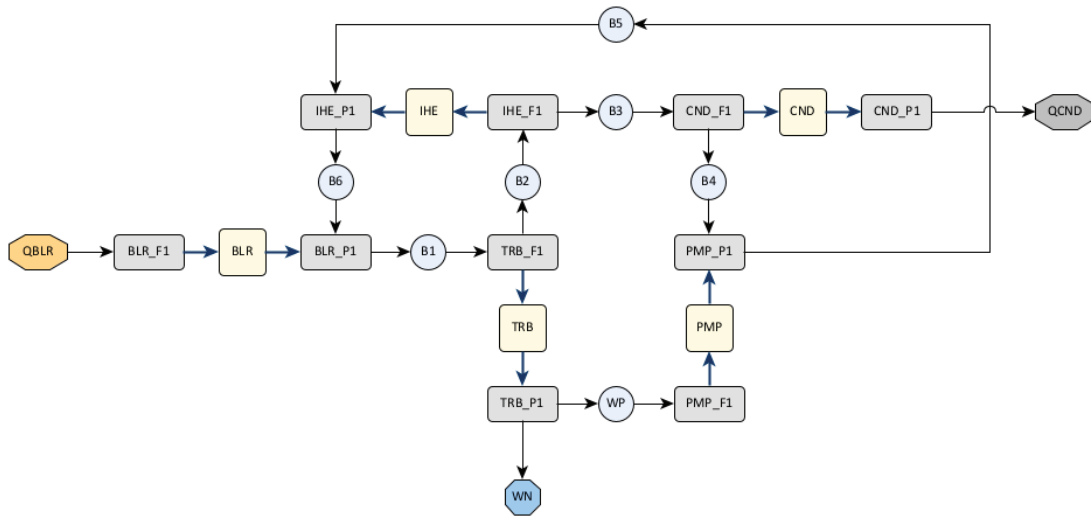 B5
IHE_P1
IHE
IHE_F1
B3
CND_F1
CND
CND_P1
QCND
B6
B2
B4
QBLR
BLR_F1
BLR
BLR_P1
B1
TRB_F1
PMP_P1
TRB
PMP
TRB_P1
WP
PMP_F1
WN